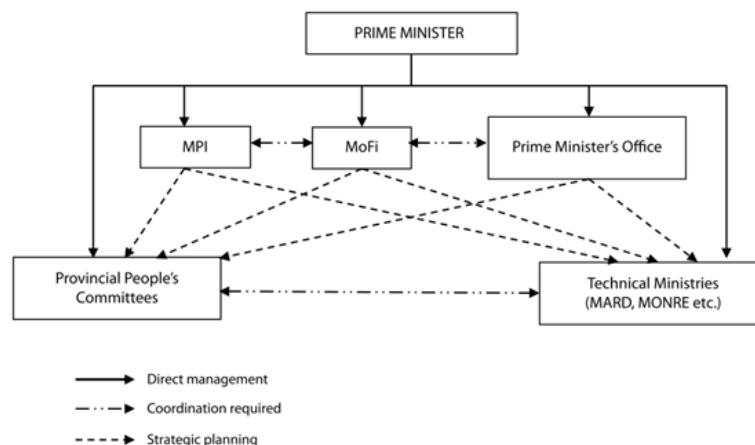 PRIME MINISTER
MPI
MoFi
Prime Minister's Office
Provincial People's
Committees
Technical Ministries
(MARD, MONRE etc.)
Direct management
Coordination required
Strategic planning